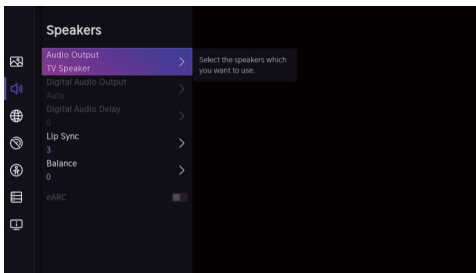 Speakers
Audio Output
TV Speaker
Select the speakers which
you want to use.
Digital Audio Output
Auto
Digital Audio Delay
0
Lip Sync
3
Balance
0
eARC